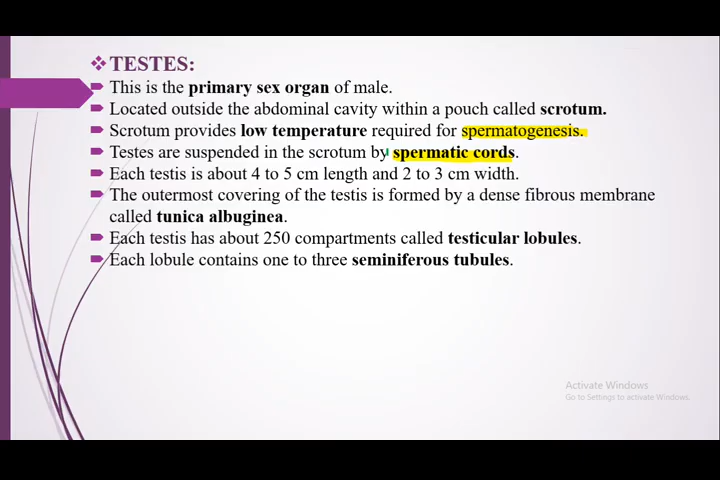 TESTES:
This is the primary sex organ of male.
Located outside the abdominal cavity within a pouch called scrotum.
Scrotum provides low temperature required for spermatogenesis.
Testes are suspended in the scrotum by spermatic cords.
Each testis is about 4 to 5 cm length and 2 to 3 cm width.
The outermost covering of the testis is formed by a dense fibrous membrane
called tunica albuginea.
Each testis has about 250 compartments called testicular lobules.
Each lobule contains one to three seminiferous tubules.
Activate Windows
Go to Settings to activate Windows.